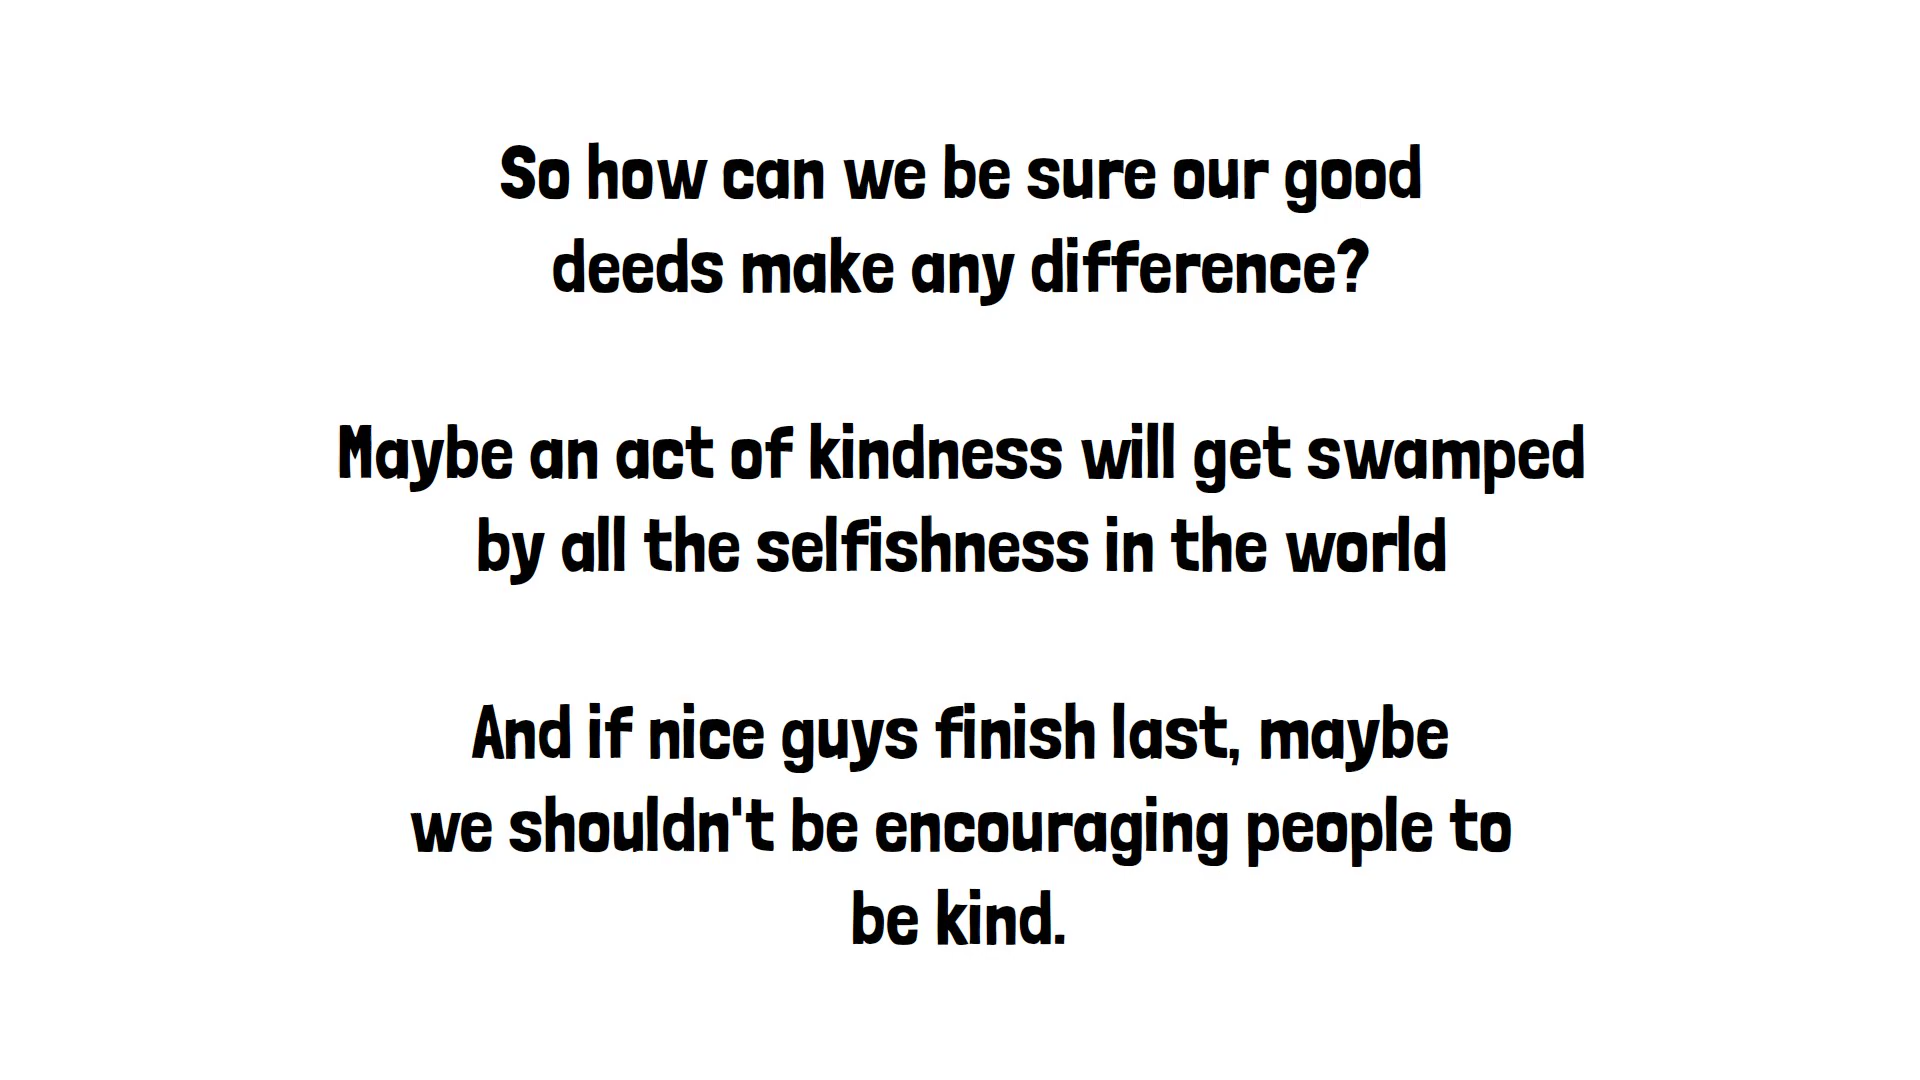 So how can we be sure our good
deeds make any difference?
Maybe an act of kindness will get swamped
by all the selfishness in the world
And if nice guys finish last, maybe
we shouldn't be encouraging people to
be kind.